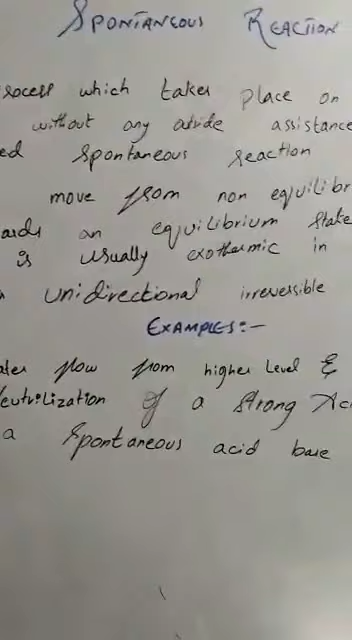 SPONTANEOUS REACTION
rocess which takes place on
without any outside assistance
ed spontaneous reaction
move from non equilibr
ards an equilibrium state
is usually exothermic in
unidirectional irreversible
EXAMPLES:-
ater flow from higher level &
eutrilization of a strong Aci
a spontaneous acid base